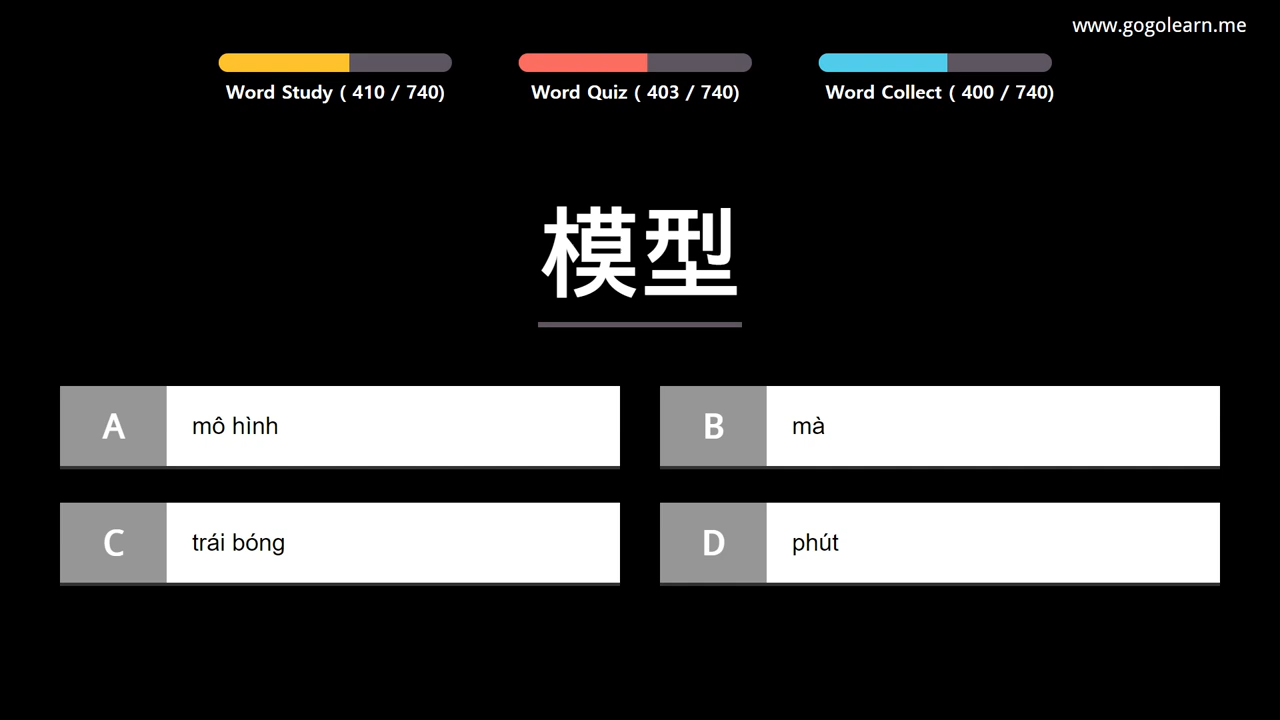 www.gogolearn.me
Word Study ( 410 / 740)
Word Quiz ( 403 / 740)
Word Collect ( 400 / 740)
模型
A mô hình
B mà
C trái bóng
D phút